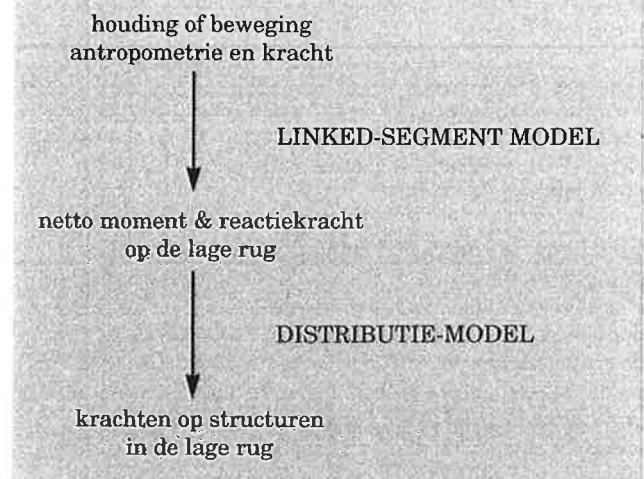 houding of beweging
antropometrie en kracht
LINKED-SEGMENT MODEL
netto moment & reactiekracht
op de lage rug
DISTRIBUTIE-MODEL
krachten op structuren
in de lage rug